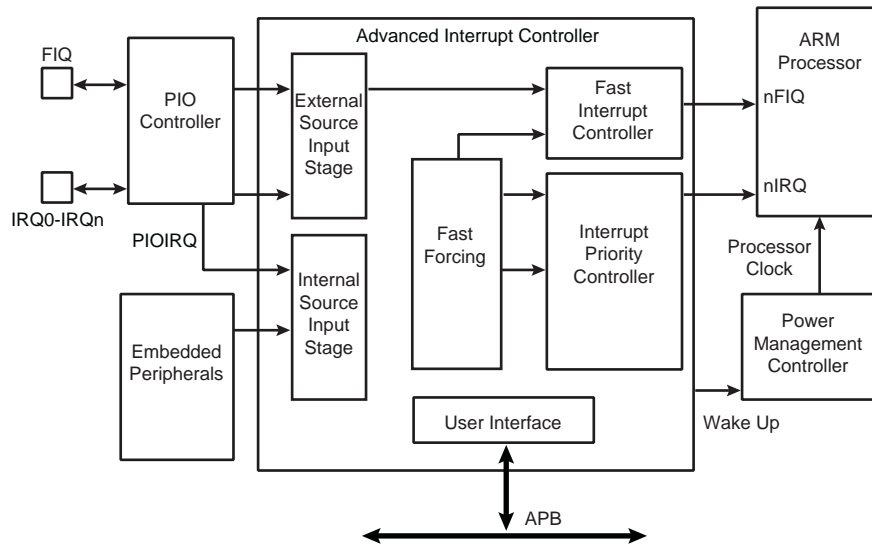 FIQ
PIO
Controller
IRQ0-IRQn
PIOIRQ
Embedded
Peripherals
Advanced Interrupt Controller
External
Source
Input
Stage
Internal
Source
Input
Stage
Fast
Forcing
Fast
Interrupt
Controller
Interrupt
Priority
Controller
User Interface
APB
ARM
Processor
nFIQ
nIRQ
Processor
Clock
Power
Management
Controller
Wake Up